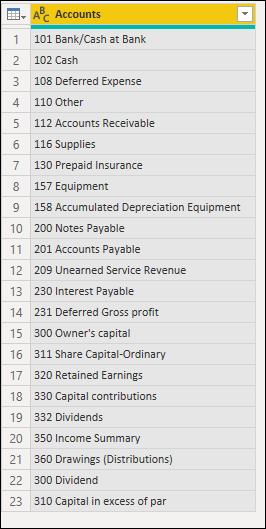 ABC Accounts
1 101 Bank/Cash at Bank
2 102 Cash
3 108 Deferred Expense
4 110 Other
5 112 Accounts Receivable
6 116 Supplies
7 130 Prepaid Insurance
8 157 Equipment
9 158 Accumulated Depreciation Equipment
10 200 Notes Payable
11 201 Accounts Payable
12 209 Unearned Service Revenue
13 230 Interest Payable
14 231 Deferred Gross profit
15 300 Owner's capital
16 311 Share Capital-Ordinary
17 320 Retained Earnings
18 330 Capital contributions
19 332 Dividends
20 350 Income Summary
21 360 Drawings (Distributions)
22 300 Dividend
23 310 Capital in excess of par